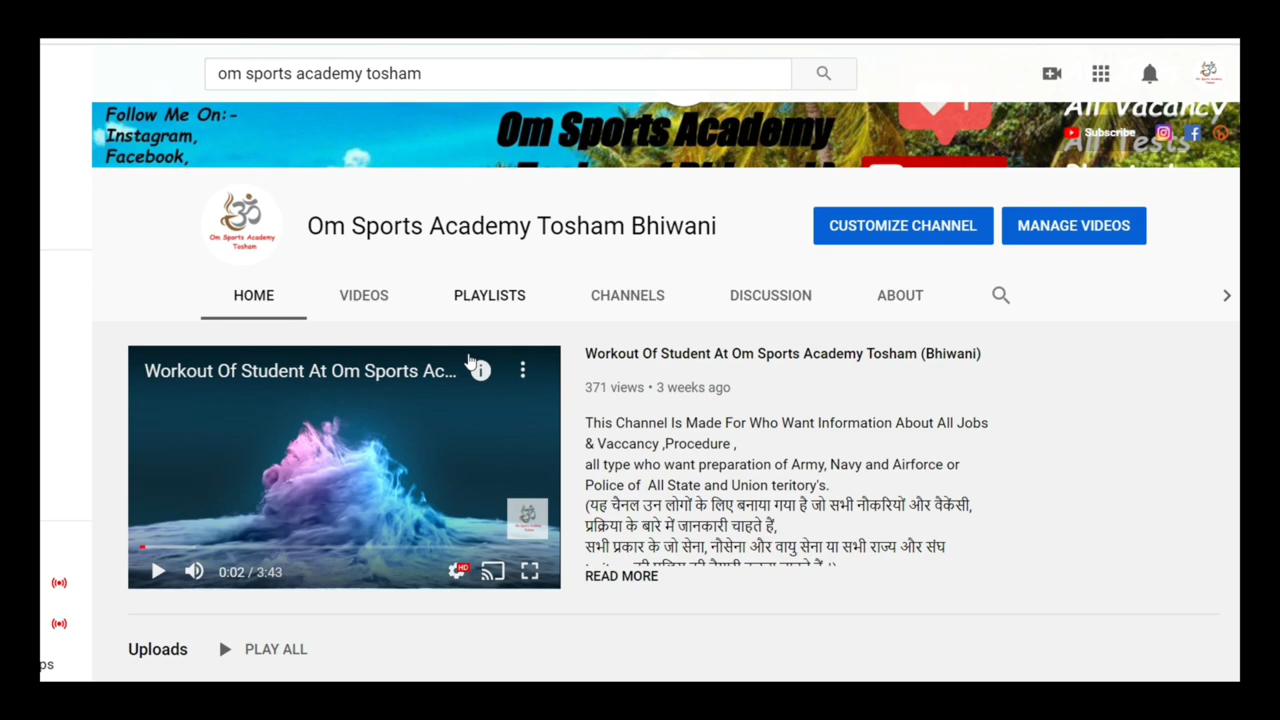 om sports academy tosham
Follow Me On:-
Instagram,
Facebook,
Om Sports Academy
All Vacancy
Subscribe
All Tests
Om Sports Academy
Tosham
Om Sports Academy Tosham Bhiwani
CUSTOMIZE CHANNEL
MANAGE VIDEOS
HOME
VIDEOS
PLAYLISTS
CHANNELS
DISCUSSION
ABOUT
Workout Of Student At Om Sports Ac...
0:02 / 3:43
HD
Workout Of Student At Om Sports Academy Tosham (Bhiwani)
371 views • 3 weeks ago
This Channel Is Made For Who Want Information About All Jobs
& Vaccancy ,Procedure ,
all type who want preparation of Army, Navy and Airforce or
Police of All State and Union teritory's.
(यह चैनल उन लोगों के लिए बनाया गया है जो सभी नौकरियों और वैकेंसी,
प्रक्रिया के बारे में जानकारी चाहते हैं,
सभी प्रकार के जो सेना, नौसेना और वायु सेना या सभी राज्य और संघ
READ MORE
Uploads
PLAY ALL
ps